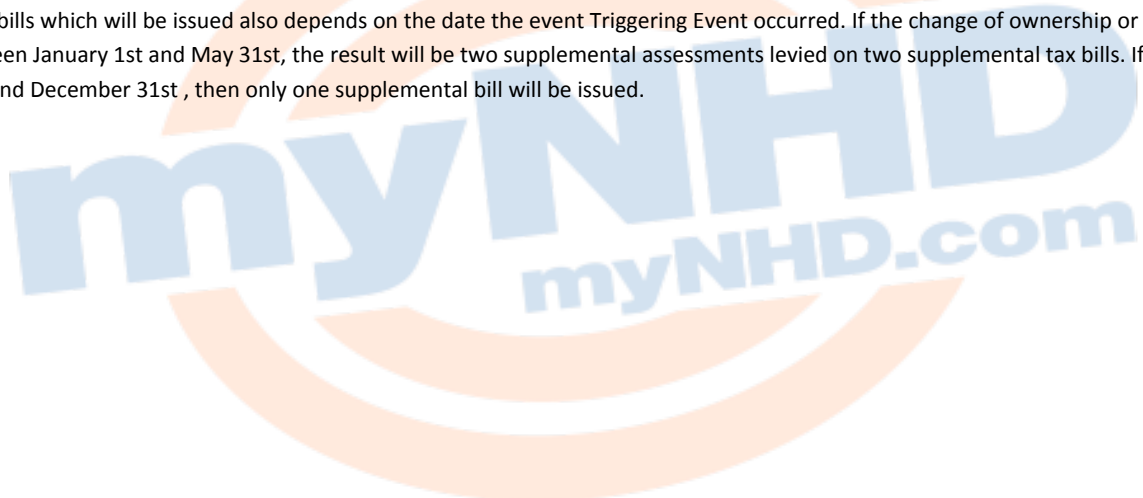 bills which will be issued also depends on the date the event Triggering Event occurred. If the change of ownership or
een January 1st and May 31st, the result will be two supplemental assessments levied on two supplemental tax bills. If
nd December 31st , then only one supplemental bill will be issued.
myNHD
myNHD.com